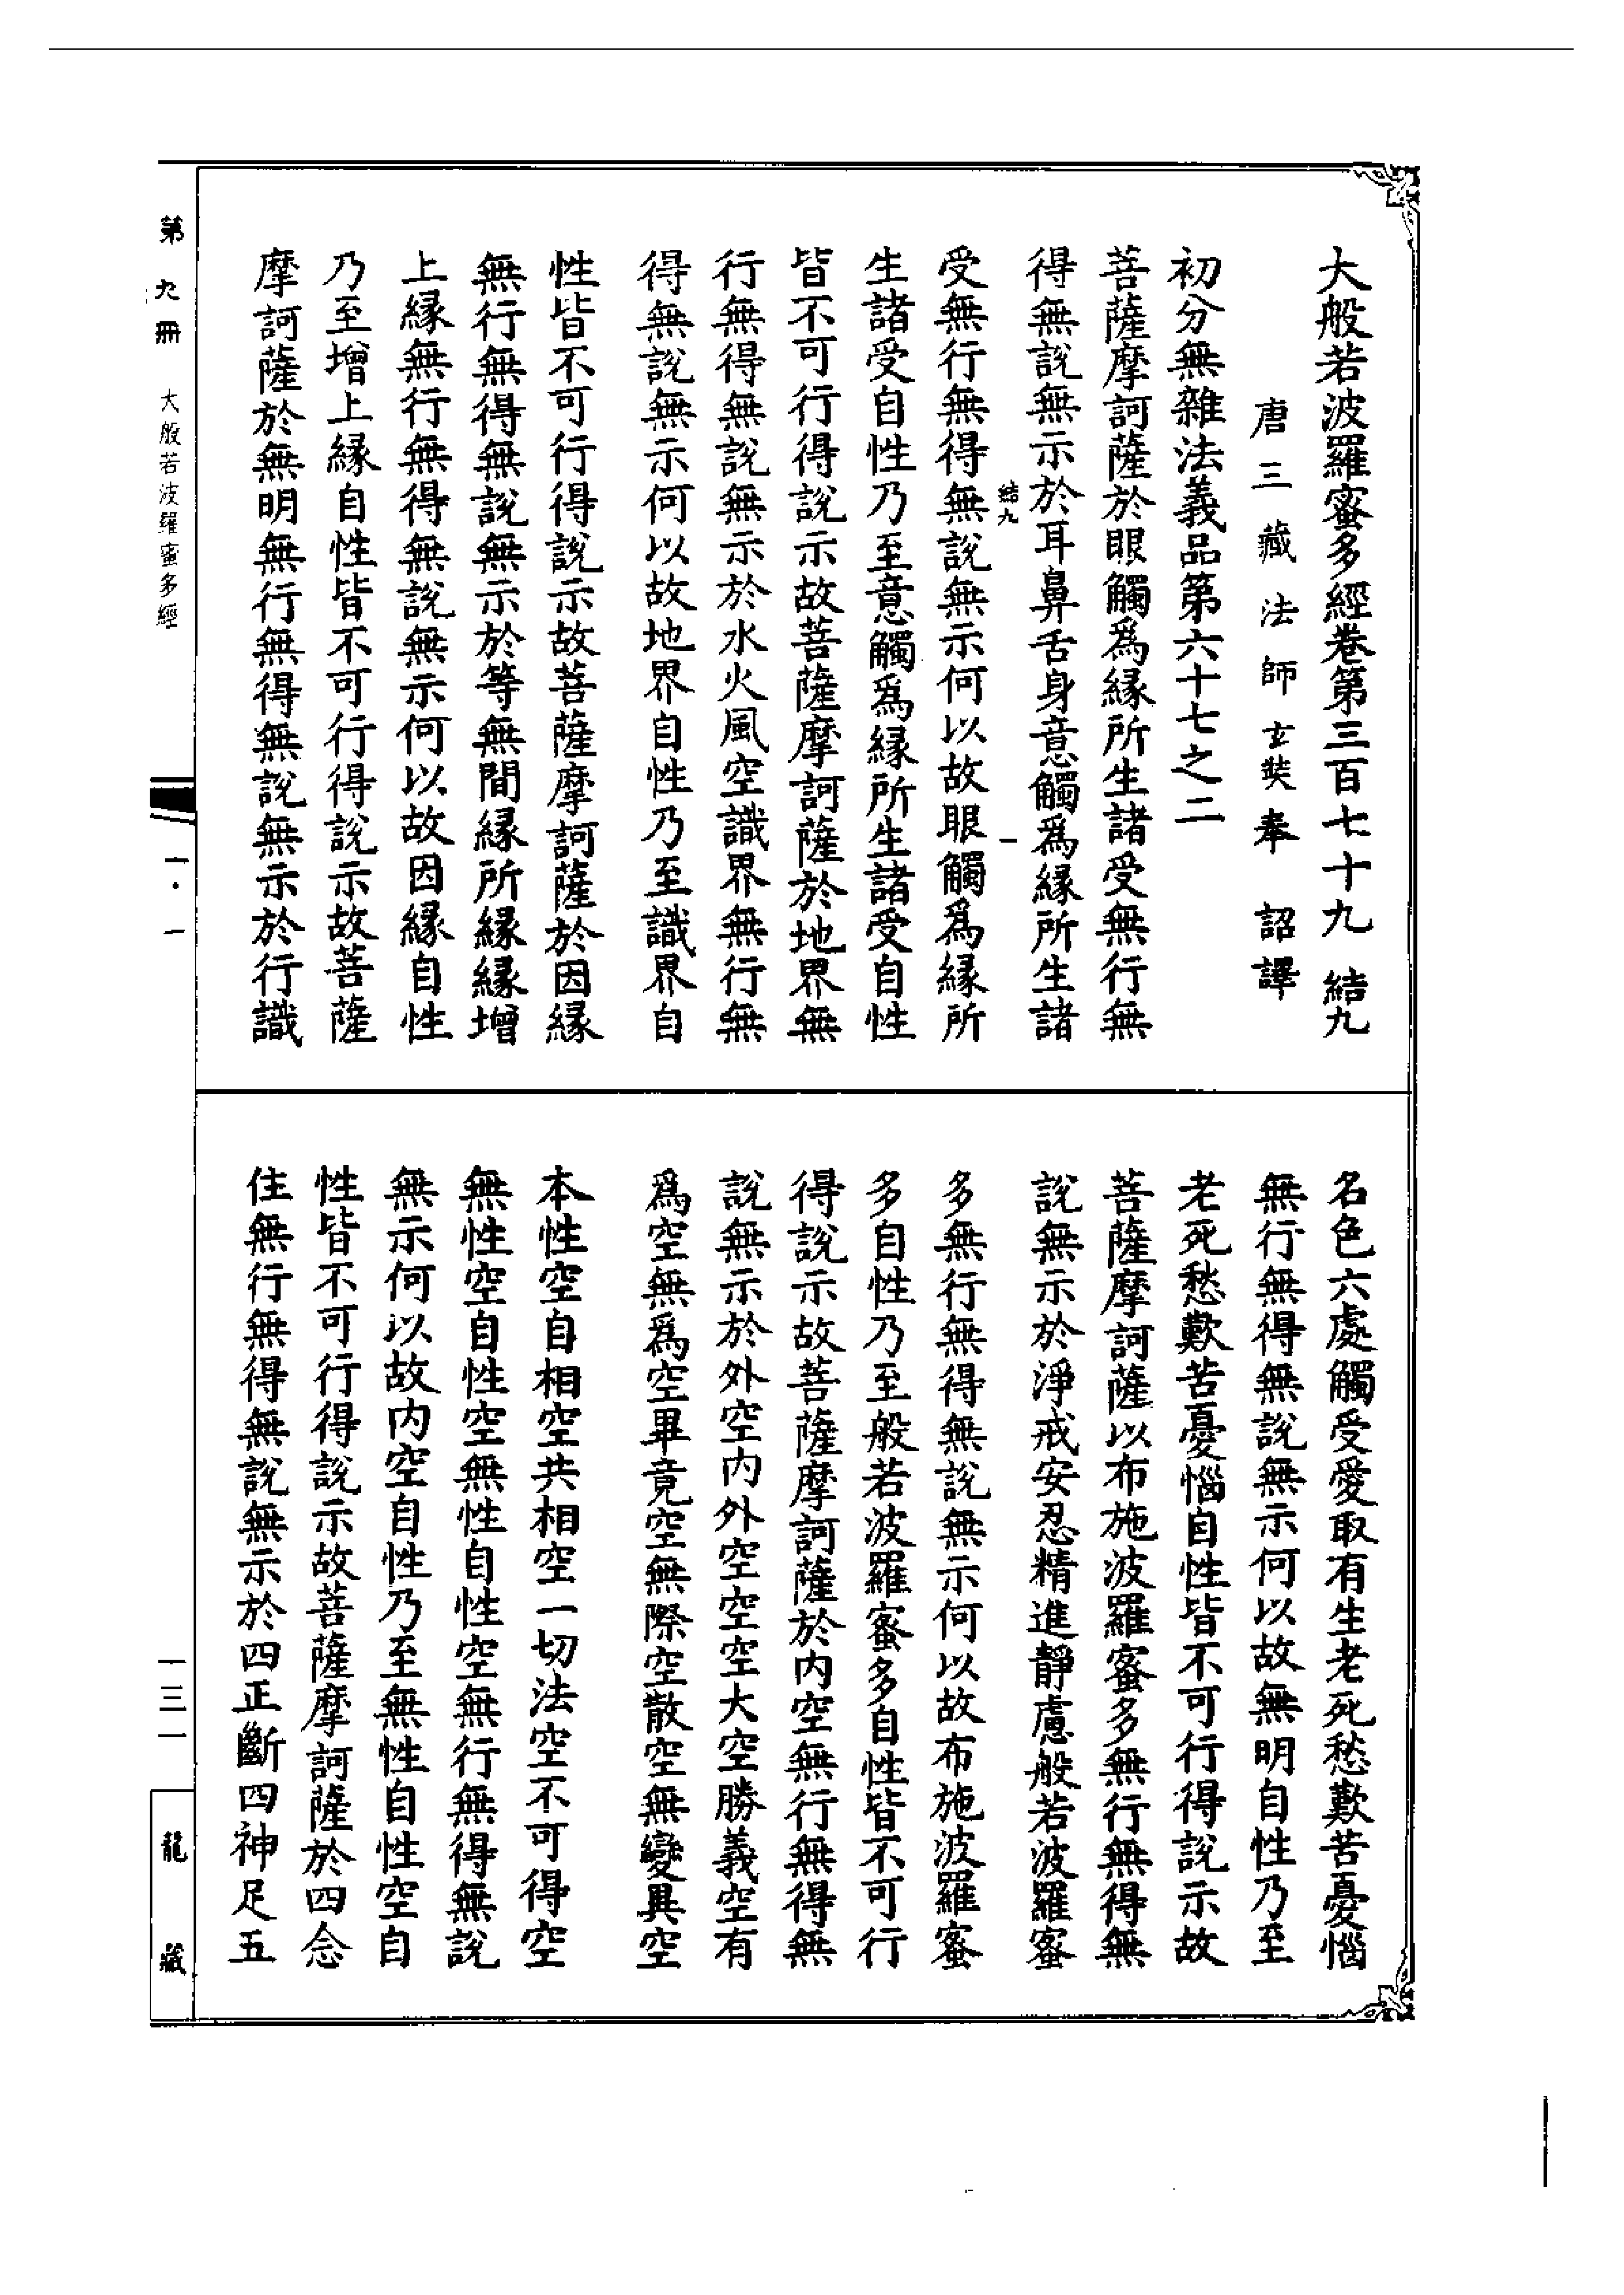 大般若波羅蜜多經卷第三百七十九 結九
唐三藏法師玄奘奉 詔譯
初分無雜法義品第六十七之二
菩薩摩訶薩於眼觸爲緣所生諸受無行無
得無說無示於耳鼻舌身意觸爲緣所生諸
結九 一
受無行無得無說無示何以故眼觸爲緣所
生諸受自性乃至意觸爲緣所生諸受自性
皆不可行得說示故菩薩摩訶薩於地界無
行無得無說無示於水火風空識界無行無
得無說無示何以故地界自性乃至識界自
性皆不可行得說示故菩薩摩訶薩於因緣
無行無得無說無示於等無間緣所緣緣增
上緣無行無得無說無示何以故因緣自性
乃至增上緣自性皆不可行得說示故菩薩
摩訶薩於無明無行無得無說無示於行識
名色六處觸受愛取有生老死愁歎苦憂惱
無行無得無說無示何以故無明自性乃至
老死愁歎苦憂惱自性皆不可行得說示故
菩薩摩訶薩以布施波羅蜜多無行無得無
說無示於淨戒安忍精進靜慮般若波羅蜜
多無行無得無說無示何以故布施波羅蜜
多自性乃至般若波羅蜜多自性皆不可行
得說示故菩薩摩訶薩於內空無行無得無
說無示於外空內外空空空大空勝義空有
爲空無爲空畢竟空無際空散空無變異空
本性空自相空共相空一切法空不可得空
無性空自性空無性自性空無行無得無說
無示何以故內空自性乃至無性自性空自
性皆不可行得說示故菩薩摩訶薩於四念
住無行無得無說無示於四正斷四神足五
第九冊 大般若波羅蜜多經
一·一
一三一
龍藏